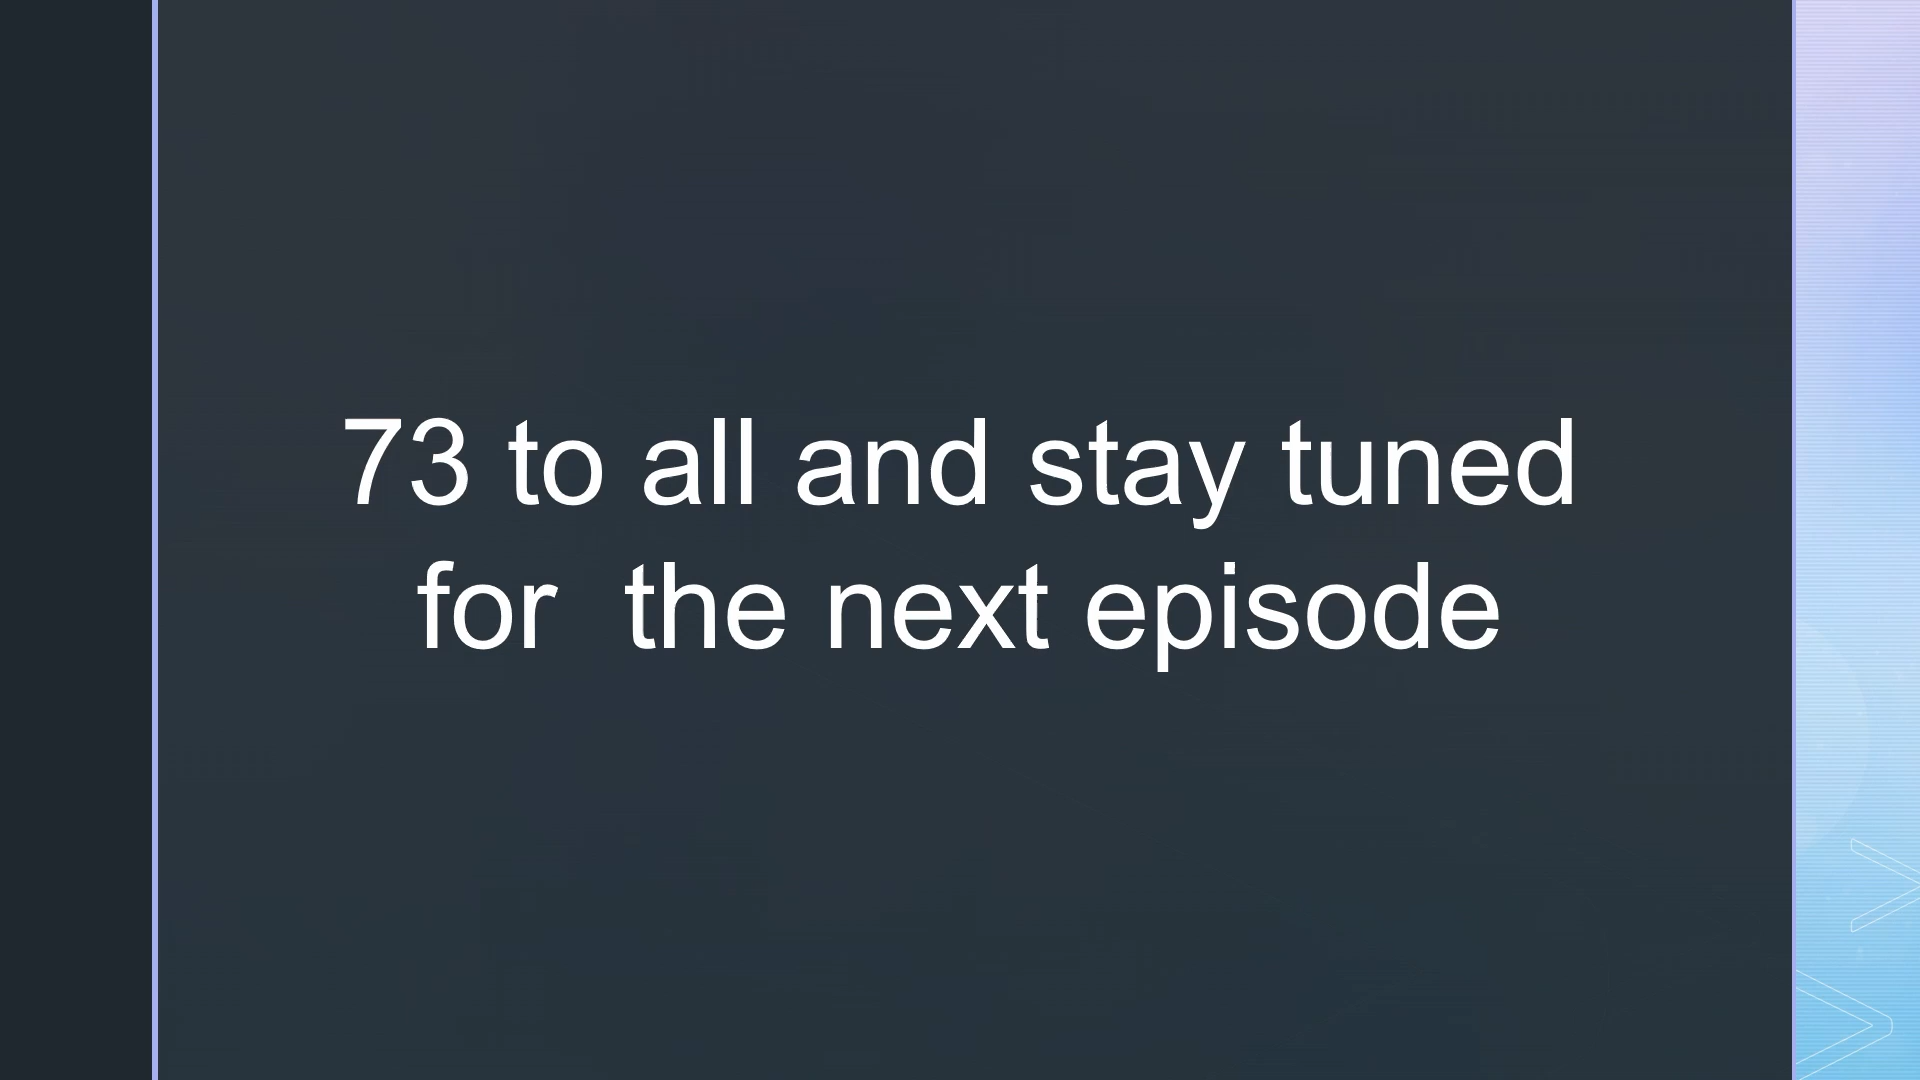 73 to all and stay tuned
for  the next episode